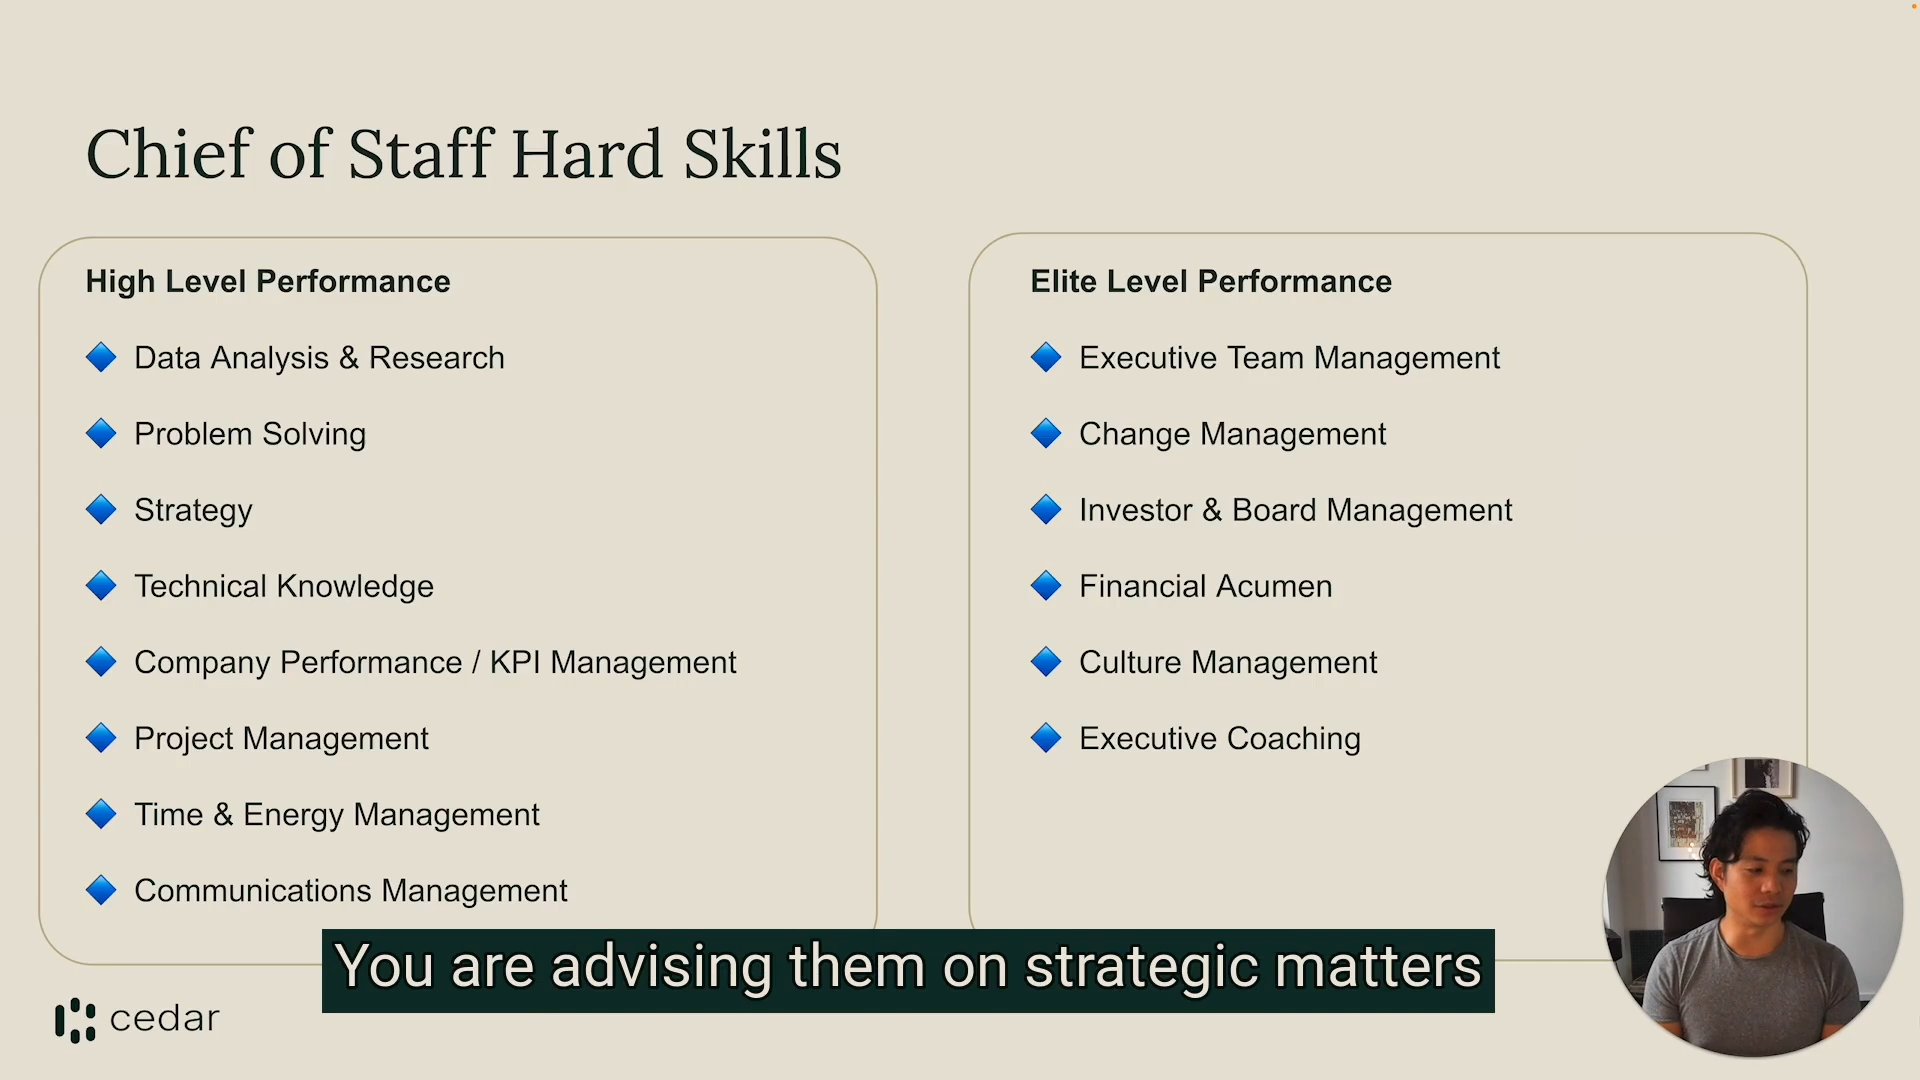 Chief of Staff Hard Skills
High Level Performance
Data Analysis & Research
Problem Solving
Strategy
Technical Knowledge
Company Performance / KPI Management
Project Management
Time & Energy Management
Communications Management
Elite Level Performance
Executive Team Management
Change Management
Investor & Board Management
Financial Acumen
Culture Management
Executive Coaching
You are advising them on strategic matters
cedar